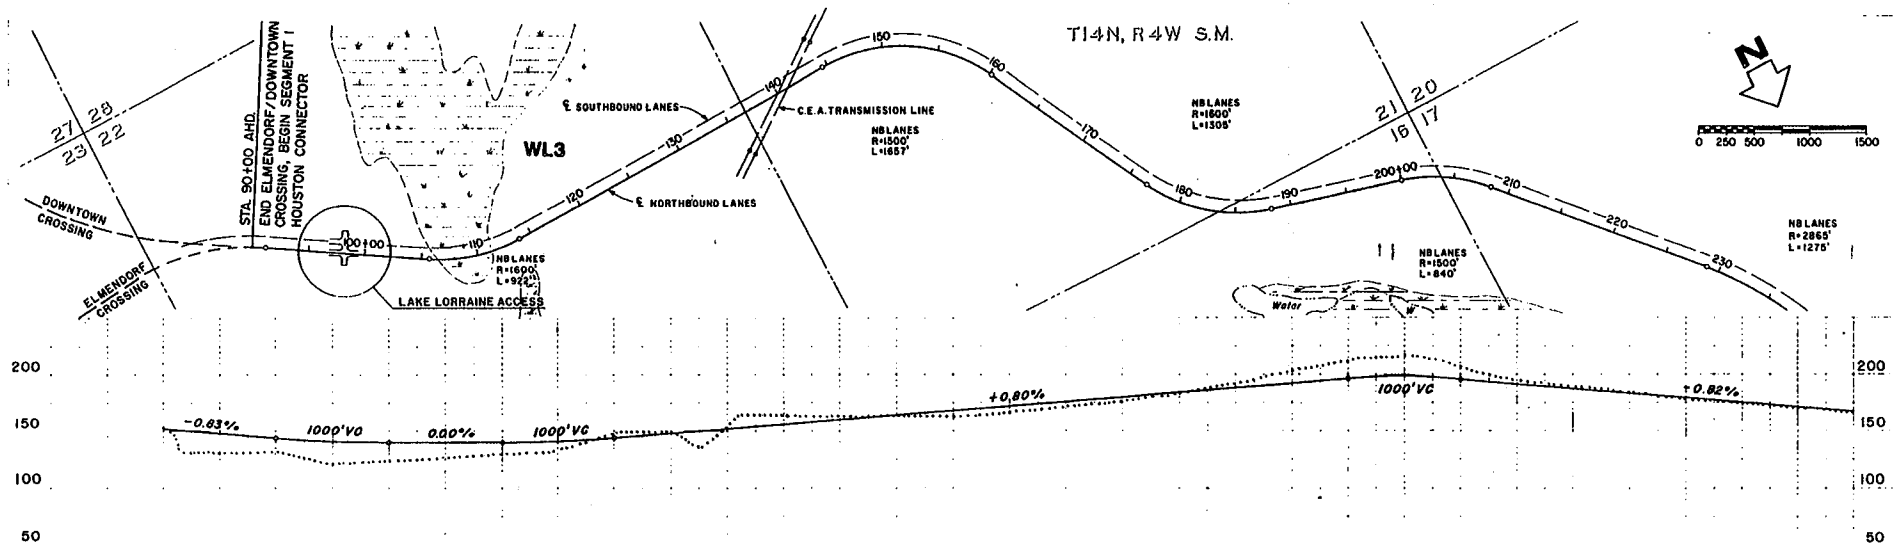 T14N, R4W S.M.
N
0 250 500 1000 1500
27 28
23 22
STA. 90+00 AHD.
END ELMENDORF/DOWNTOWN
CROSSING, BEGIN SEGMENT 1
HOUSTON CONNECTOR
DOWNTOWN
CROSSING
ELMENDORF
CROSSING
100+00
110
120
130
140
150
160
170
180
190
200+00
210
220
230
WL3
℄ SOUTHBOUND LANES
℄ NORTHBOUND LANES
C.E.A. TRANSMISSION LINE
NB LANES
R=1500'
L=1657'
NB LANES
R=1600'
L=1305'
21 20
16 17
NB LANES
R=1600'
L=922'
LAKE LORRAINE ACCESS
NB LANES
R=1500'
L=840'
NB LANES
R=2865'
L=1275'
Water
200
150
100
50
-0.63%
1000' VC
0.00%
1000' VC
+0.80%
1000' VC
-0.52%
200
150
100
50